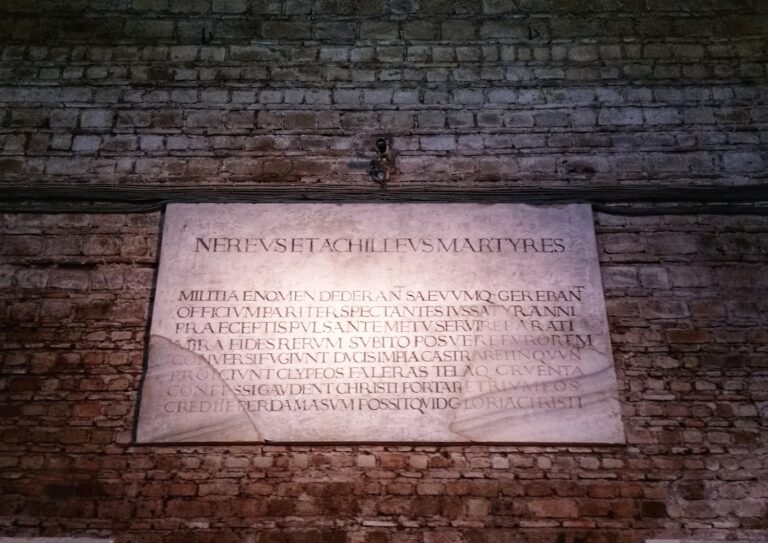 NEREVS ET ACHILLEVS MARTYRES
MILITIAE NOMEN DEDERANT̄ SAEVVMQ· GEREBANT̄
OFFICIVM PARITER SPECTANTES IVSSA TYRANNI
PRAECEPTIS PVLSANTE METV SERVIRE PARATI
MIRA FIDES RERVM SVBITO POSVERE FVROREM
CONVERSI FVGIVNT DVCIS IMPIA CASTRA RELINQVVNT
PROIICIVNT CLYPEOS FALERAS TELAQ CRVENTA
CONFESSI GAVDENT CHRISTI PORTARE TRIVMFOS
CREDITE PER DAMASVM POSSIT QVID GLORIA CHRISTI